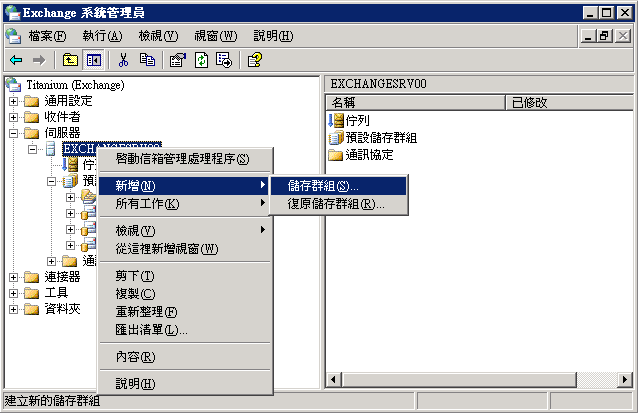 Exchange 系統管理員
檔案(F) 執行(A) 檢視(V) 視窗(W) 說明(H)
Titanium (Exchange)
通用設定
收件者
伺服器
連接器
工具
資料夾
啟動信箱管理處理程序(S)
新增(N)
所有工作(K)
檢視(V)
從這裡新增視窗(W)
剪下(T)
複製(C)
重新整理(F)
匯出清單(L)...
內容(R)
說明(H)
儲存群組(S)...
復原儲存群組(R)...
EXCHANGESRV00
名稱 已修改
佇列
預設儲存群組
通訊協定
建立新的儲存群組